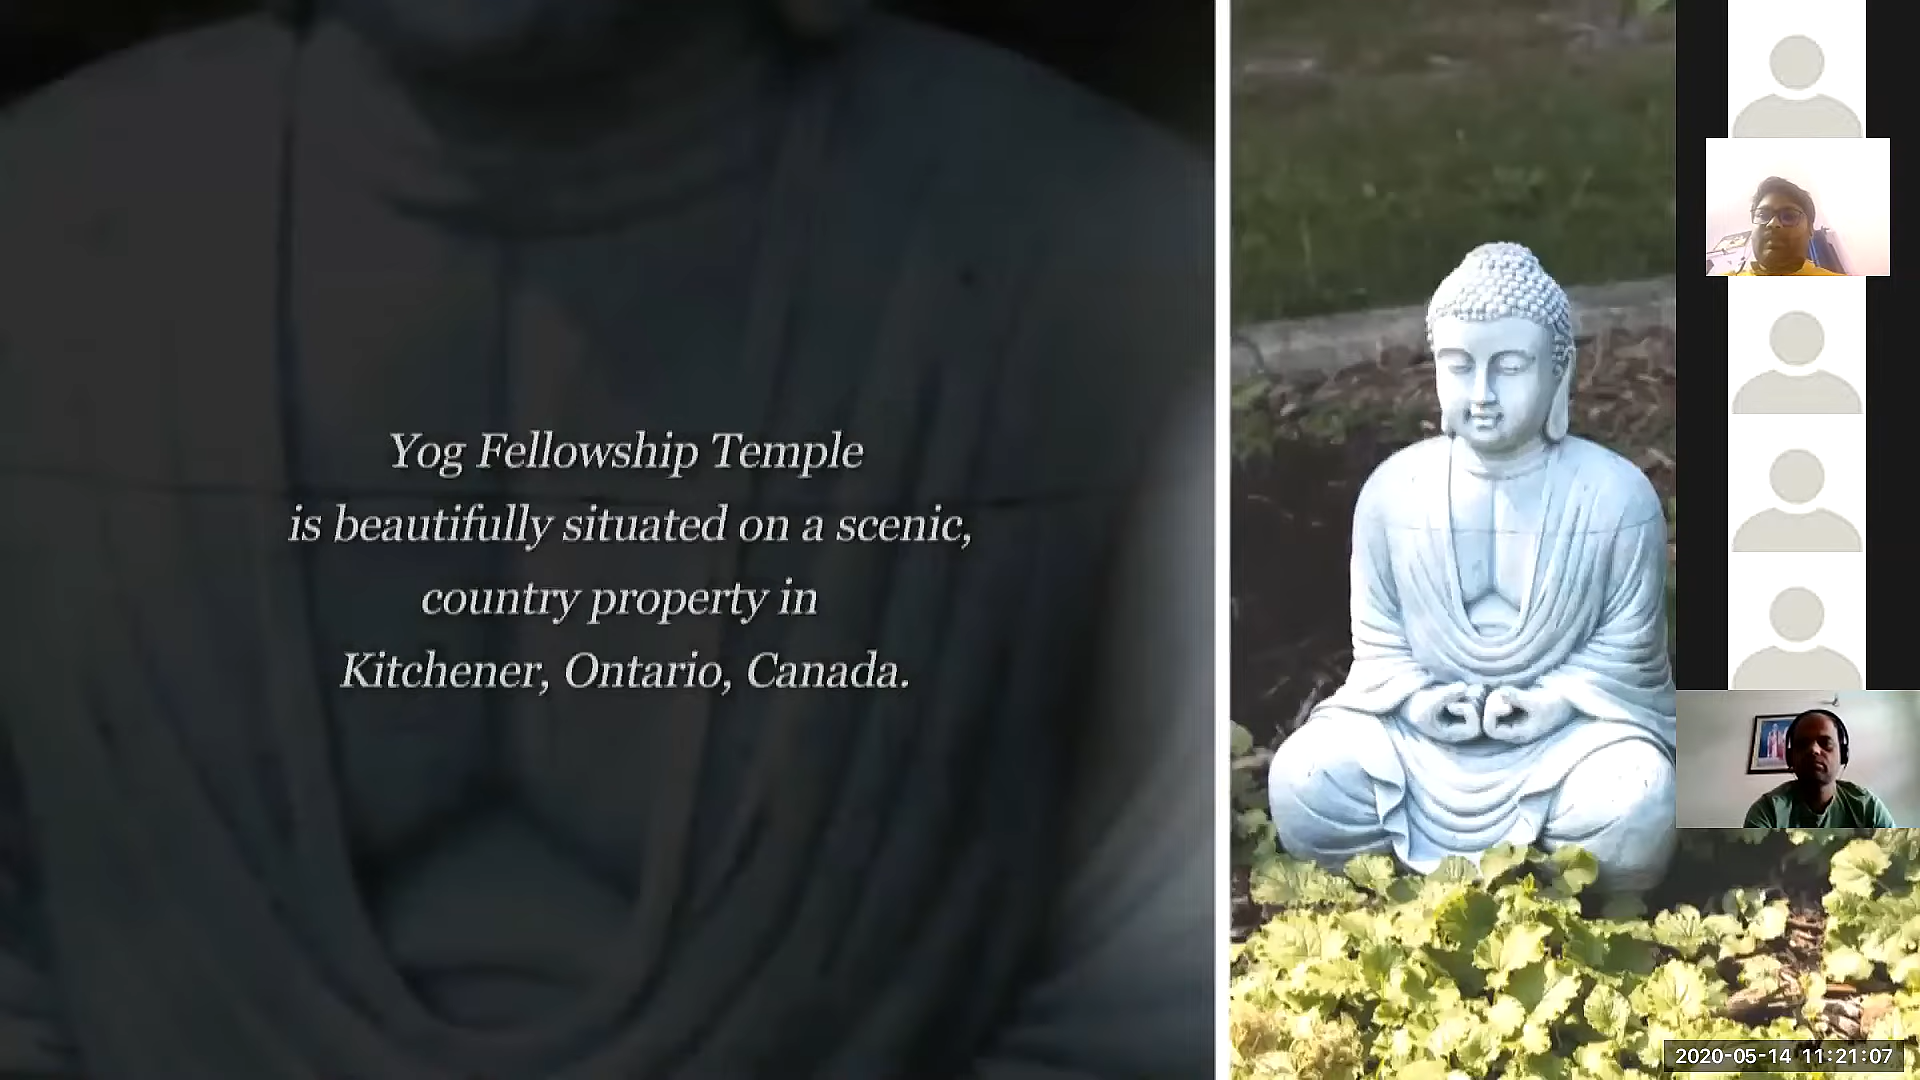 Yog Fellowship Temple
is beautifully situated on a scenic,
country property in
Kitchener, Ontario, Canada.
2020-05-14 11:21:07